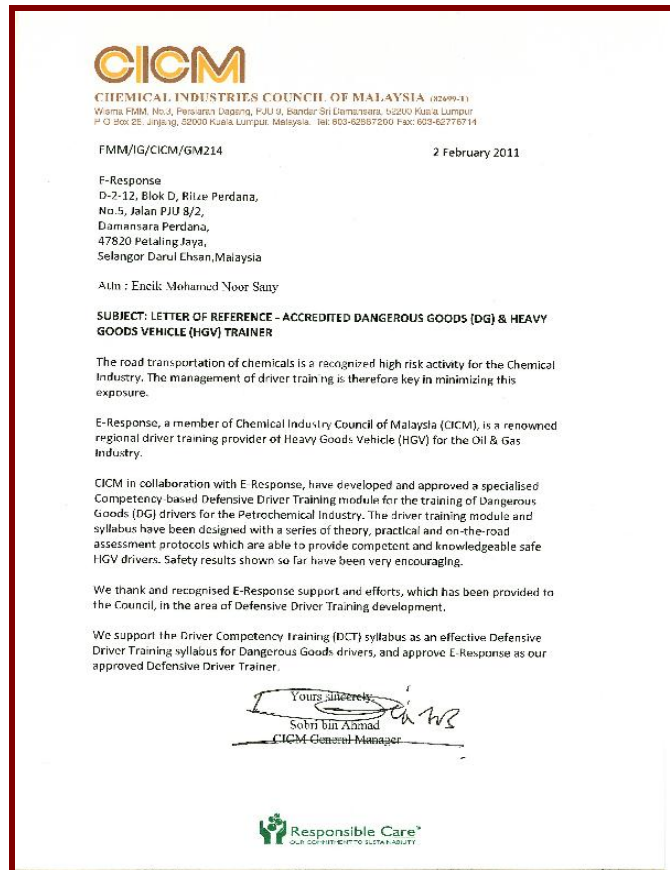 CICM
CHEMICAL INDUSTRIES COUNCIL OF MALAYSIA (82699-T)
Wisma FMM, No.3, Persiaran Dagang, PJU 9, Bandar Sri Damansara, 52200 Kuala Lumpur
P O Box 26, Jinjang, 52000 Kuala Lumpur, Malaysia. Tel: 603-62867200 Fax: 603-62776714
FMM/IG/CICM/GM214
2 February 2011
E-Response
D-2-12, Blok D, Ritze Perdana,
No.5, Jalan PJU 8/2,
Damansara Perdana,
47820 Petaling Jaya,
Selangor Darul Ehsan,Malaysia
Attn : Encik Mohamed Noor Sany
SUBJECT: LETTER OF REFERENCE – ACCREDITED DANGEROUS GOODS (DG) & HEAVY
GOODS VEHICLE (HGV) TRAINER
The road transportation of chemicals is a recognized high risk activity for the Chemical
Industry. The management of driver training is therefore key in minimizing this
exposure.
E-Response, a member of Chemical Industry Council of Malaysia (CICM), is a renowned
regional driver training provider of Heavy Goods Vehicle (HGV) for the Oil & Gas
Industry.
CICM in collaboration with E-Response, have developed and approved a specialised
Competency-based Defensive Driver Training module for the training of Dangerous
Goods (DG) drivers for the Petrochemical Industry. The driver training module and
syllabus have been designed with a series of theory, practical and on-the-road
assessment protocols which are able to provide competent and knowledgeable safe
HGV drivers. Safety results shown so far have been very encouraging.
We thank and recognised E-Response support and efforts, which has been provided to
the Council, in the area of Defensive Driver Training development.
We support the Driver Competency Training (DCT) syllabus as an effective Defensive
Driver Training syllabus for Dangerous Goods drivers, and approve E-Response as our
approved Defensive Driver Trainer.
Yours sincerely,
Sobri bin Ahmad
CICM General Manager
Responsible Care
OUR COMMITMENT TO SUSTAINABILITY